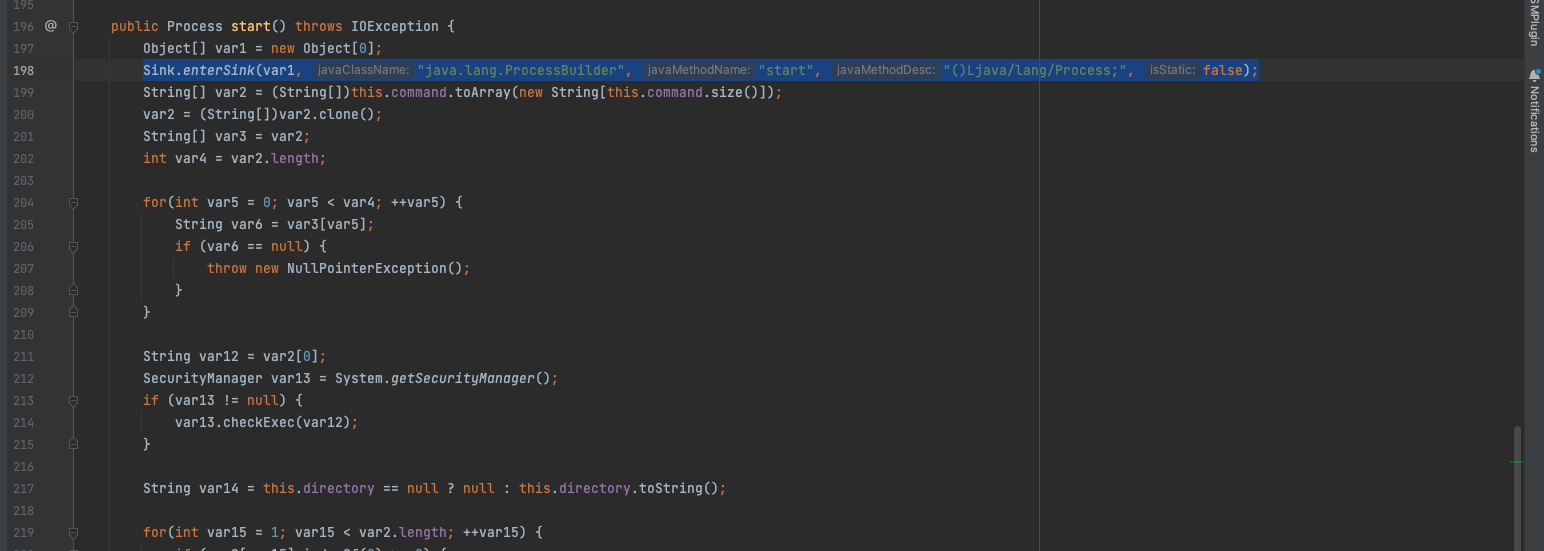 195
196 @ public Process start() throws IOException {
197 Object[] var1 = new Object[0];
198 Sink.enterSink(var1, javaClassName: "java.lang.ProcessBuilder", javaMethodName: "start", javaMethodDesc: "()Ljava/lang/Process;", isStatic: false);
199 String[] var2 = (String[])this.command.toArray(new String[this.command.size()]);
200 var2 = (String[])var2.clone();
201 String[] var3 = var2;
202 int var4 = var2.length;
203
204 for(int var5 = 0; var5 < var4; ++var5) {
205 String var6 = var3[var5];
206 if (var6 == null) {
207 throw new NullPointerException();
208 }
209 }
210
211 String var12 = var2[0];
212 SecurityManager var13 = System.getSecurityManager();
213 if (var13 != null) {
214 var13.checkExec(var12);
215 }
216
217 String var14 = this.directory == null ? null : this.directory.toString();
218
219 for(int var15 = 1; var15 < var2.length; ++var15) {
SMPlugin
Notifications